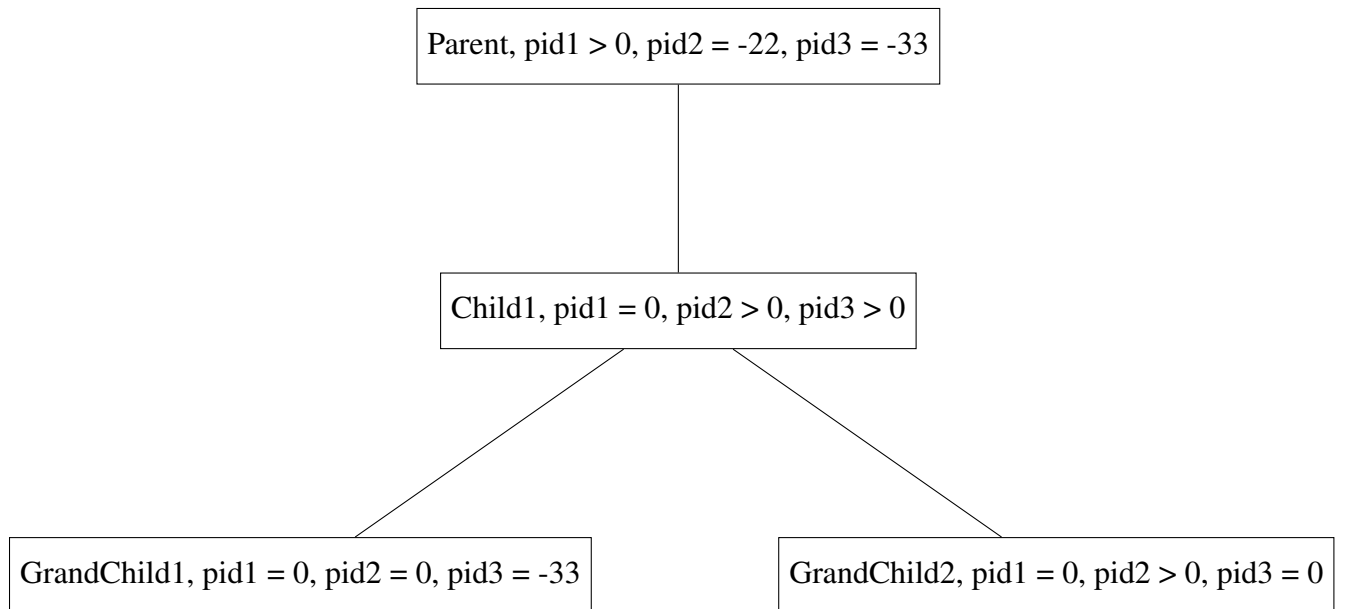 Parent, pid1 > 0, pid2 = -22, pid3 = -33
Child1, pid1 = 0, pid2 > 0, pid3 > 0
GrandChild1, pid1 = 0, pid2 = 0, pid3 = -33
GrandChild2, pid1 = 0, pid2 > 0, pid3 = 0